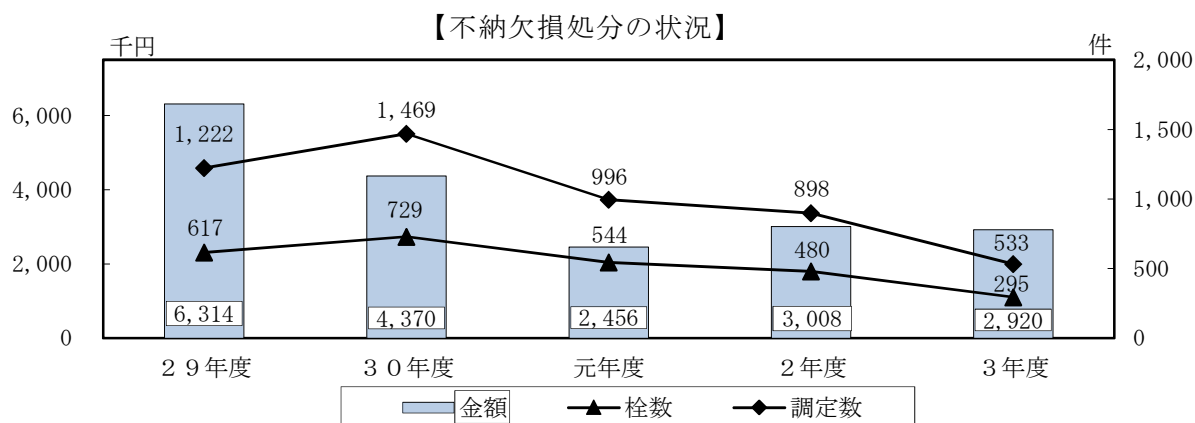 【不納欠損処分の状況】
千円
件
2,000
6,000
1,222
1,469
1,500
4,000
996
898
617
729
1,000
544
480
533
2,000
500
295
6,314
4,370
2,456
3,008
2,920
0
0
２９年度
３０年度
元年度
２年度
３年度
金額 栓数 調定数